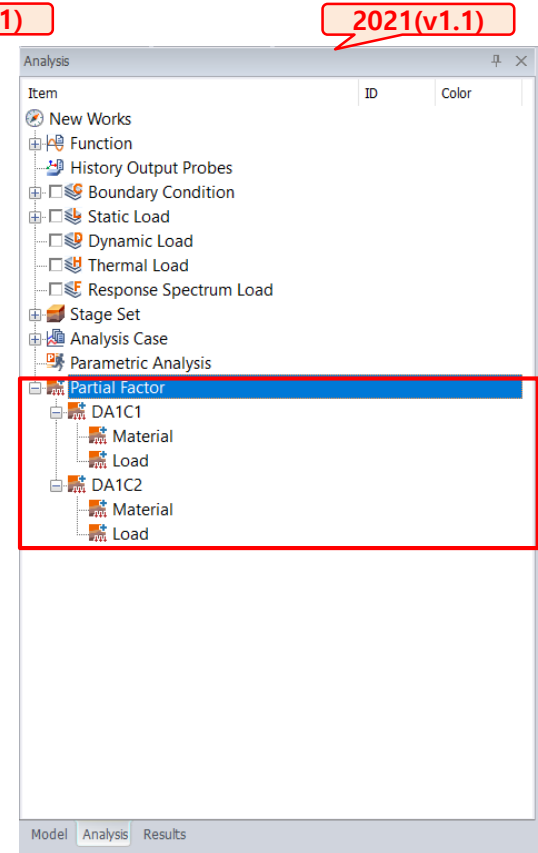 1)
2021(v1.1)
Analysis
Item ID Color
New Works
Function
History Output Probes
Boundary Condition
Static Load
Dynamic Load
Thermal Load
Response Spectrum Load
Stage Set
Analysis Case
Parametric Analysis
Partial Factor
DA1C1
Material
Load
DA1C2
Material
Load
Model Analysis Results